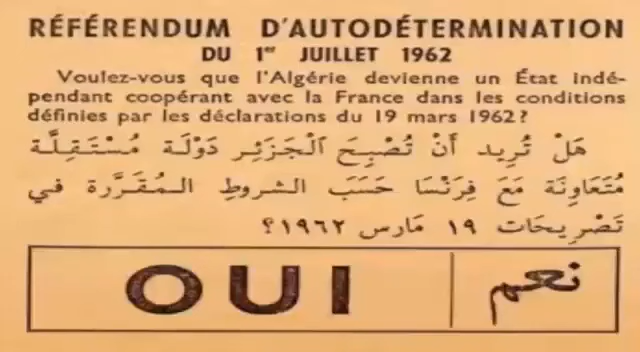 RÉFÉRENDUM D'AUTODÉTERMINATION
DU 1er JUILLET 1962
Voulez-vous que l'Algérie devienne un État indé-
pendant coopérant avec la France dans les conditions
définies par les déclarations du 19 mars 1962?
هَلْ تُرِيد أَنْ تُصْبِحَ ٱلْجَزَئِر دَوْلَة مُسْتَقِلَّة
مُتَعَاوِنَة مَعَ فِرَنْسَا حَسَبَ الشروطِ المُقَرَّرة في
تَصْرِيحَات ١٩ مَارس ١٩٦٢؟
OUI نعم